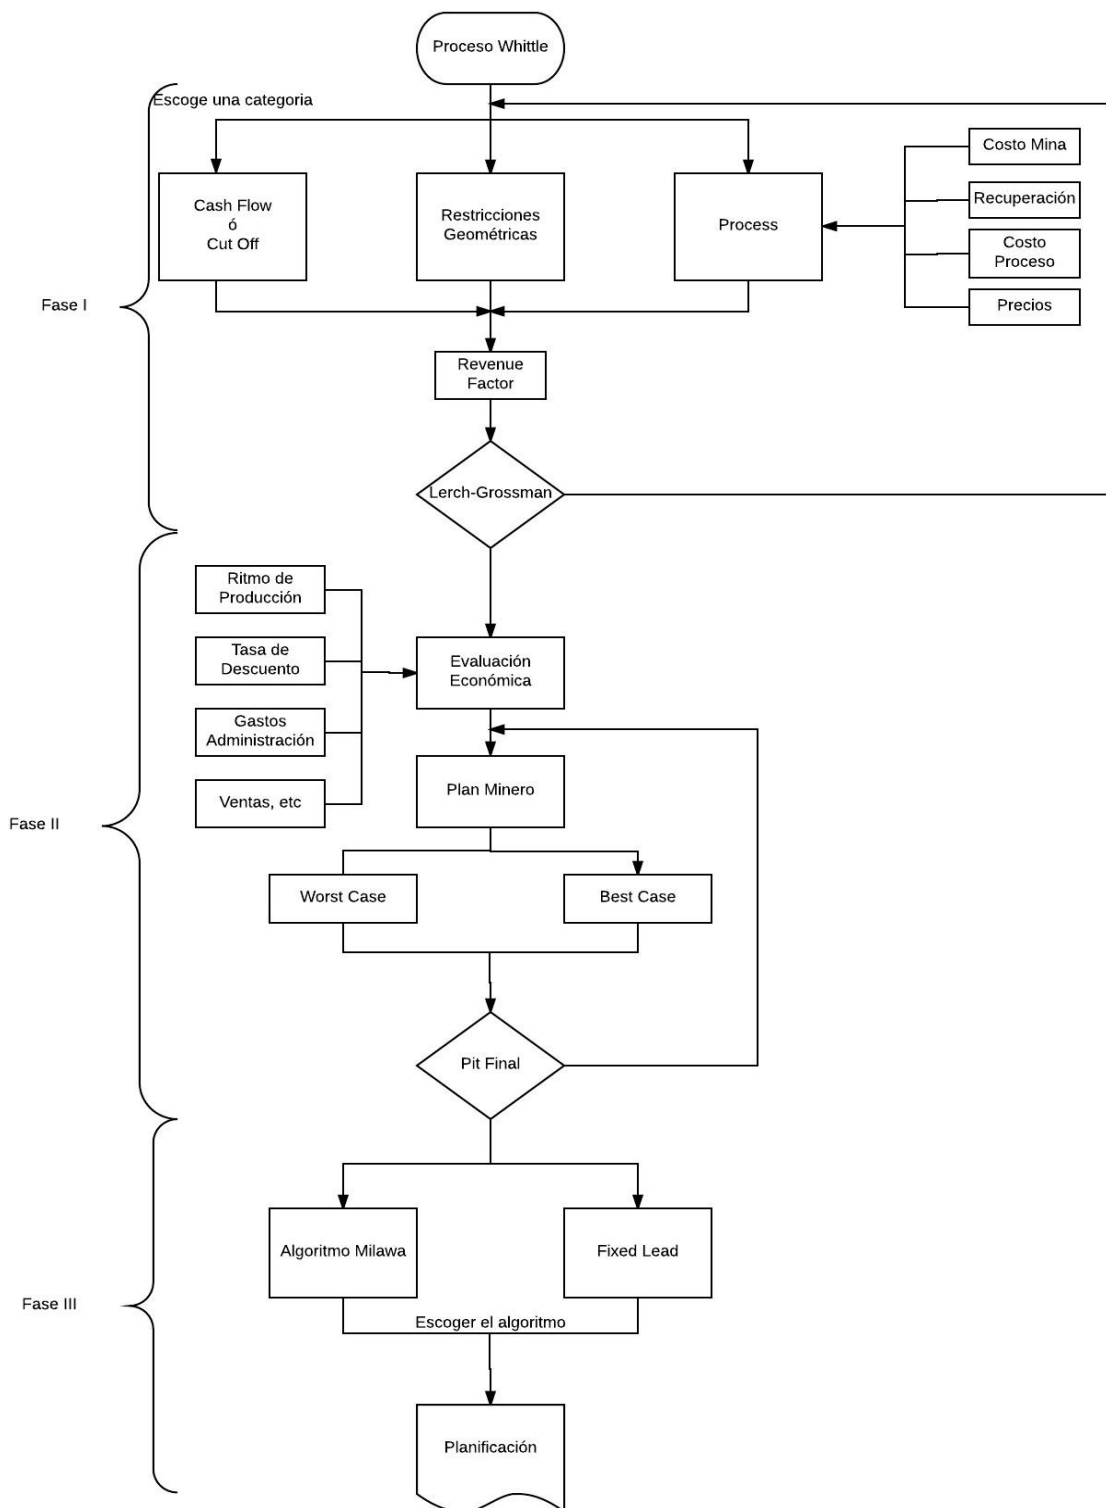 Proceso Whittle
Escoge una categoria
Cash Flow
ó
Cut Off
Restricciones
Geométricas
Process
Costo Mina
Recuperación
Costo
Proceso
Precios
Fase I
Revenue
Factor
Lerch-Grossman
Ritmo de
Producción
Tasa de
Descuento
Gastos
Administración
Ventas, etc
Evaluación
Económica
Plan Minero
Fase II
Worst Case
Best Case
Pit Final
Algoritmo Milawa
Fixed Lead
Fase III
Escoger el algoritmo
Planificación